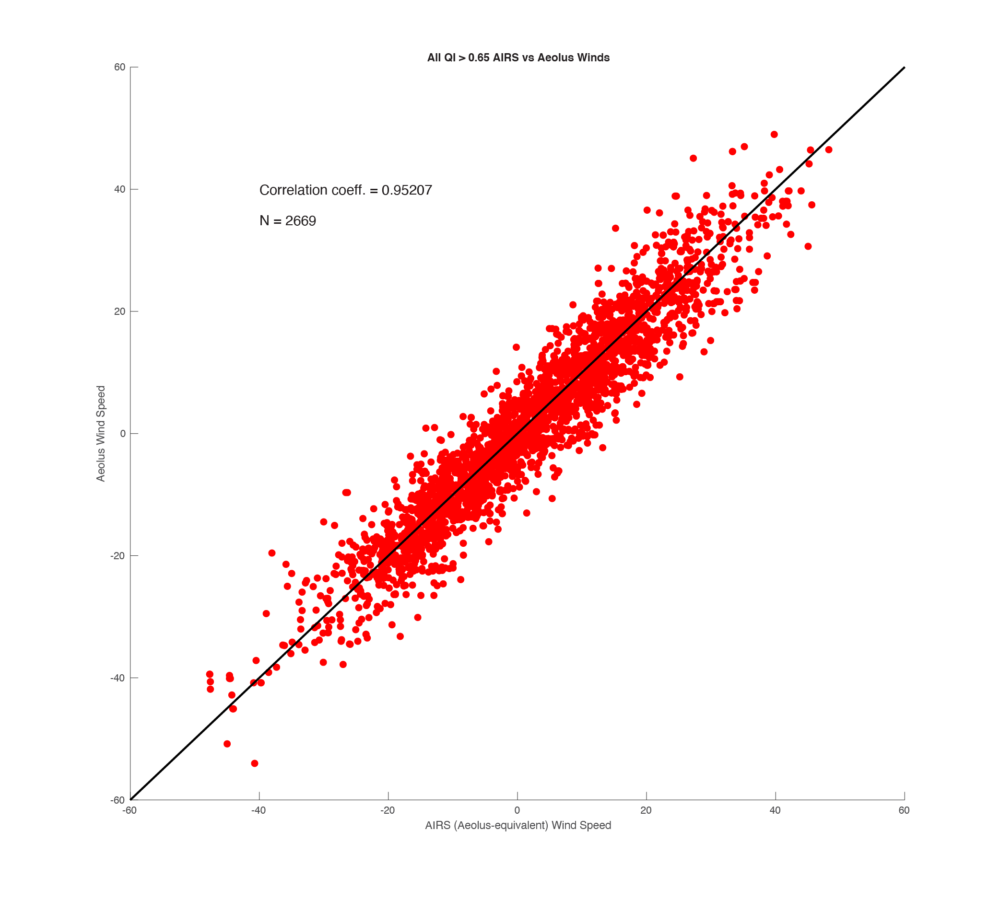 All QI > 0.65 AIRS vs Aeolus Winds
60
40
20
0
-20
-40
-60
Correlation coeff. = 0.95207
N = 2669
Aeolus Wind Speed
-60 -40 -20 0 20 40 60
AIRS (Aeolus-equivalent) Wind Speed